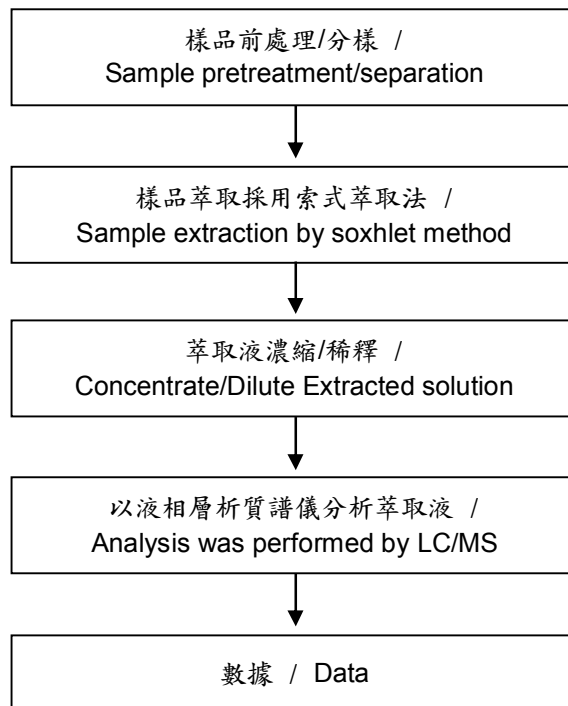 樣品前處理/分樣 /
Sample pretreatment/separation
樣品萃取採用索式萃取法 /
Sample extraction by soxhlet method
萃取液濃縮/稀釋 /
Concentrate/Dilute Extracted solution
以液相層析質譜儀分析萃取液 /
Analysis was performed by LC/MS
數據 / Data